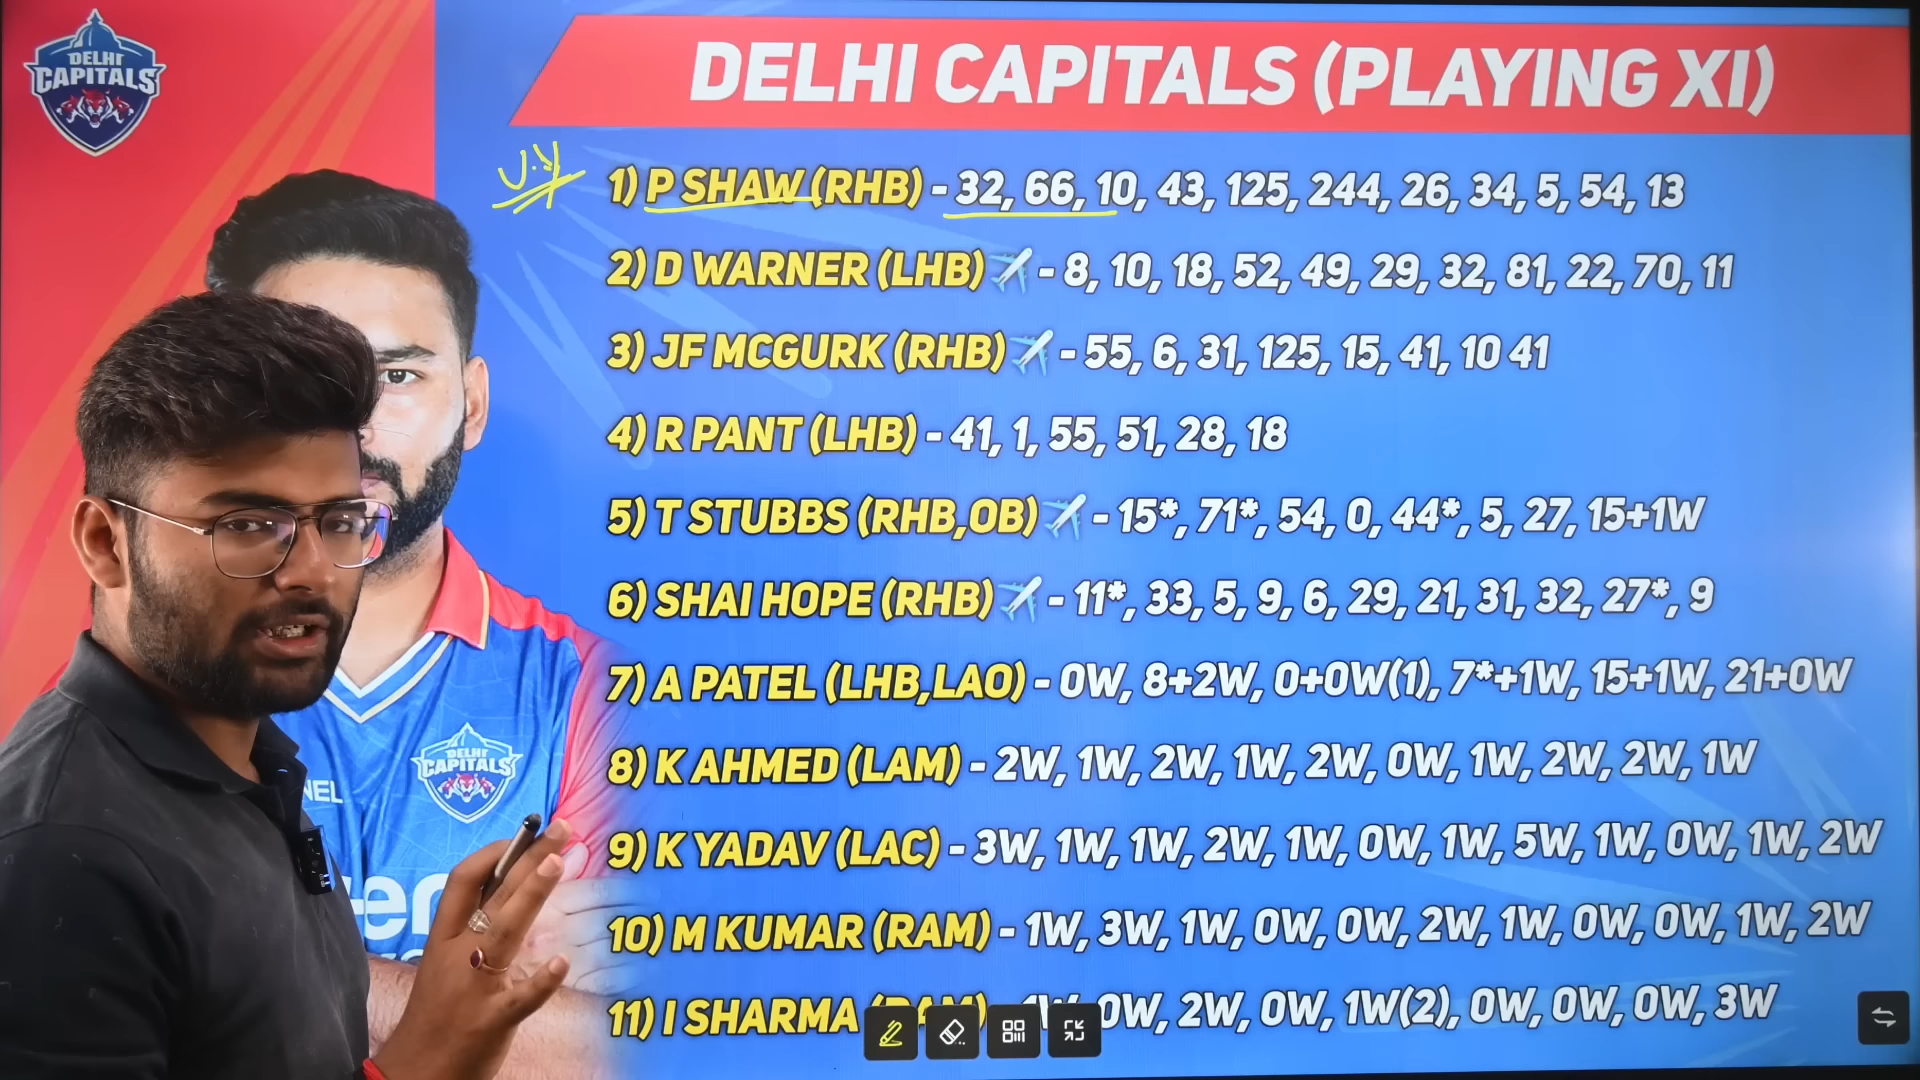 DELHI
CAPITALS
DELHI CAPITALS (PLAYING XI)
1) P SHAW (RHB) - 32, 66, 10, 43, 125, 244, 26, 34, 5, 54, 13
2) D WARNER (LHB) ✈️ - 8, 10, 18, 52, 49, 29, 32, 81, 22, 70, 11
3) JF MCGURK (RHB) ✈️ - 55, 6, 31, 125, 15, 41, 10 41
4) R PANT (LHB) - 41, 1, 55, 51, 28, 18
5) T STUBBS (RHB,OB) ✈️ - 15*, 71*, 54, 0, 44*, 5, 27, 15+1W
6) SHAI HOPE (RHB) ✈️ - 11*, 33, 5, 9, 6, 29, 21, 31, 32, 27*, 9
7) A PATEL (LHB,LAO) - 0W, 8+2W, 0+0W(1), 7*+1W, 15+1W, 21+0W
8) K AHMED (LAM) - 2W, 1W, 2W, 1W, 2W, 0W, 1W, 2W, 2W, 1W
9) K YADAV (LAC) - 3W, 1W, 1W, 2W, 1W, 0W, 1W, 5W, 1W, 0W, 1W, 2W
10) M KUMAR (RAM) - 1W, 3W, 1W, 0W, 0W, 2W, 1W, 0W, 0W, 1W, 2W
11) I SHARMA (RAM) - 1W, 0W, 2W, 0W, 1W(2), 0W, 0W, 0W, 3W
DELHI
CAPITALS